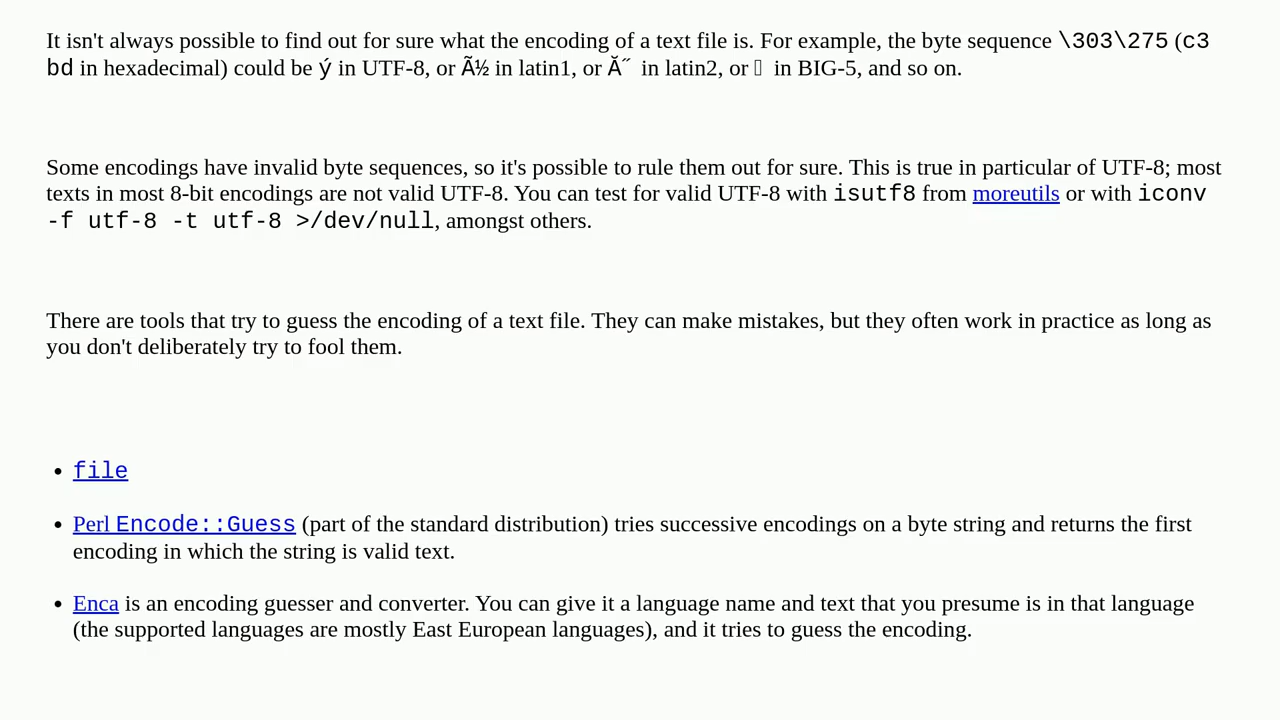 It isn't always possible to find out for sure what the encoding of a text file is. For example, the byte sequence \303\275 (c3
bd in hexadecimal) could be ý in UTF-8, or Ã½ in latin1, or Ă˝ in latin2, or in BIG-5, and so on.
Some encodings have invalid byte sequences, so it's possible to rule them out for sure. This is true in particular of UTF-8; most
texts in most 8-bit encodings are not valid UTF-8. You can test for valid UTF-8 with isutf8 from moreutils or with iconv
-f utf-8 -t utf-8 >/dev/null, amongst others.
There are tools that try to guess the encoding of a text file. They can make mistakes, but they often work in practice as long as
you don't deliberately try to fool them.
• file
• Perl Encode::Guess (part of the standard distribution) tries successive encodings on a byte string and returns the first
encoding in which the string is valid text.
• Enca is an encoding guesser and converter. You can give it a language name and text that you presume is in that language
(the supported languages are mostly East European languages), and it tries to guess the encoding.